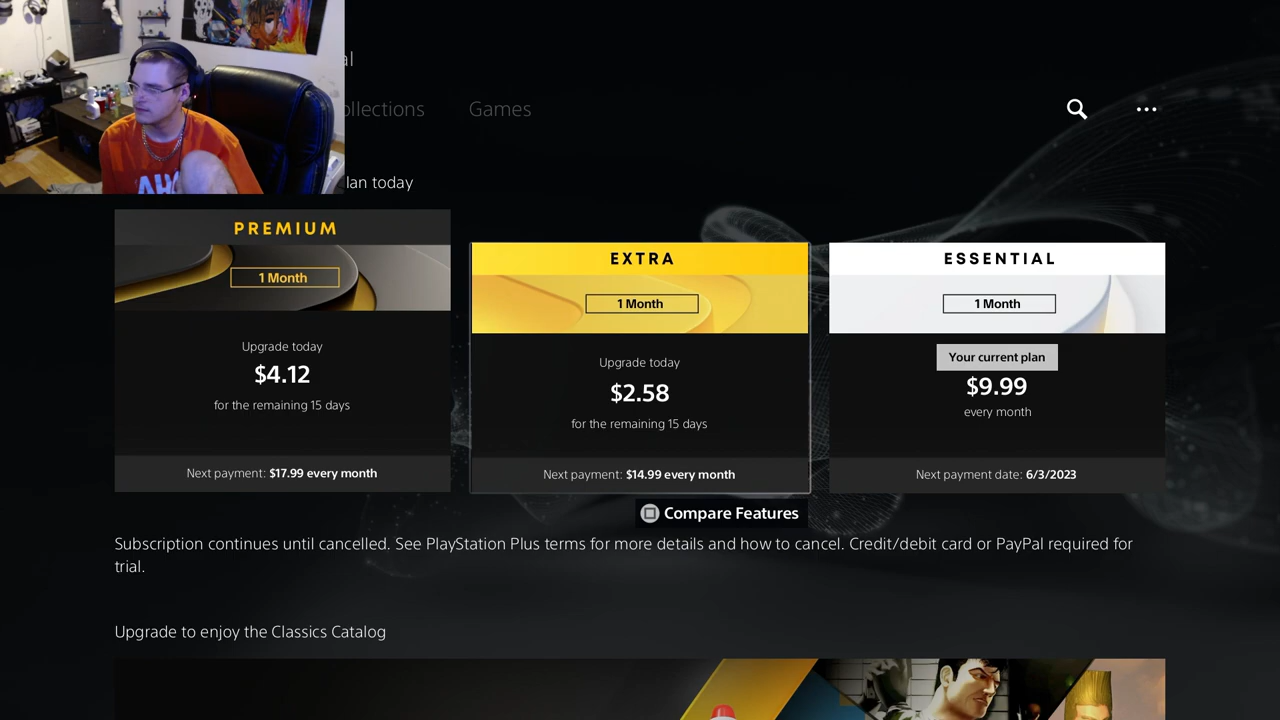 al
ollections
Games
lan today
PREMIUM
1 Month
Upgrade today
$4.12
for the remaining 15 days
Next payment: $17.99 every month
EXTRA
1 Month
Upgrade today
$2.58
for the remaining 15 days
Next payment: $14.99 every month
ESSENTIAL
1 Month
Your current plan
$9.99
every month
Next payment date: 6/3/2023
Compare Features
Subscription continues until cancelled. See PlayStation Plus terms for more details and how to cancel. Credit/debit card or PayPal required for
trial.
Upgrade to enjoy the Classics Catalog